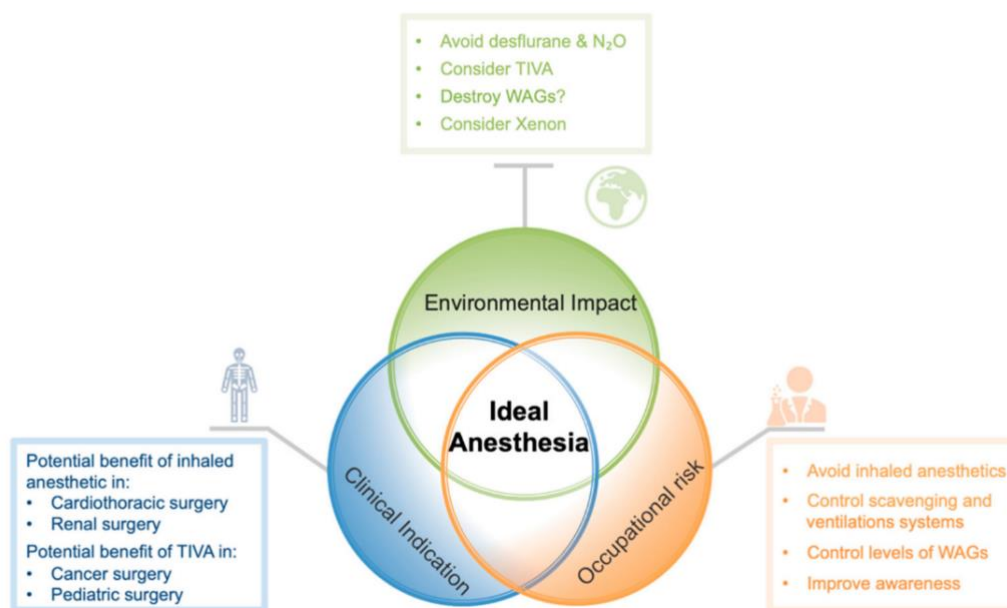 • Avoid desflurane & N₂O
• Consider TIVA
• Destroy WAGs?
• Consider Xenon
Environmental Impact
Ideal
Anesthesia
Clinical Indication
Occupational risk
Potential benefit of inhaled
anesthetic in:
• Cardiothoracic surgery
• Renal surgery
Potential benefit of TIVA in:
• Cancer surgery
• Pediatric surgery
• Avoid inhaled anesthetics
• Control scavenging and
ventilations systems
• Control levels of WAGs
• Improve awareness